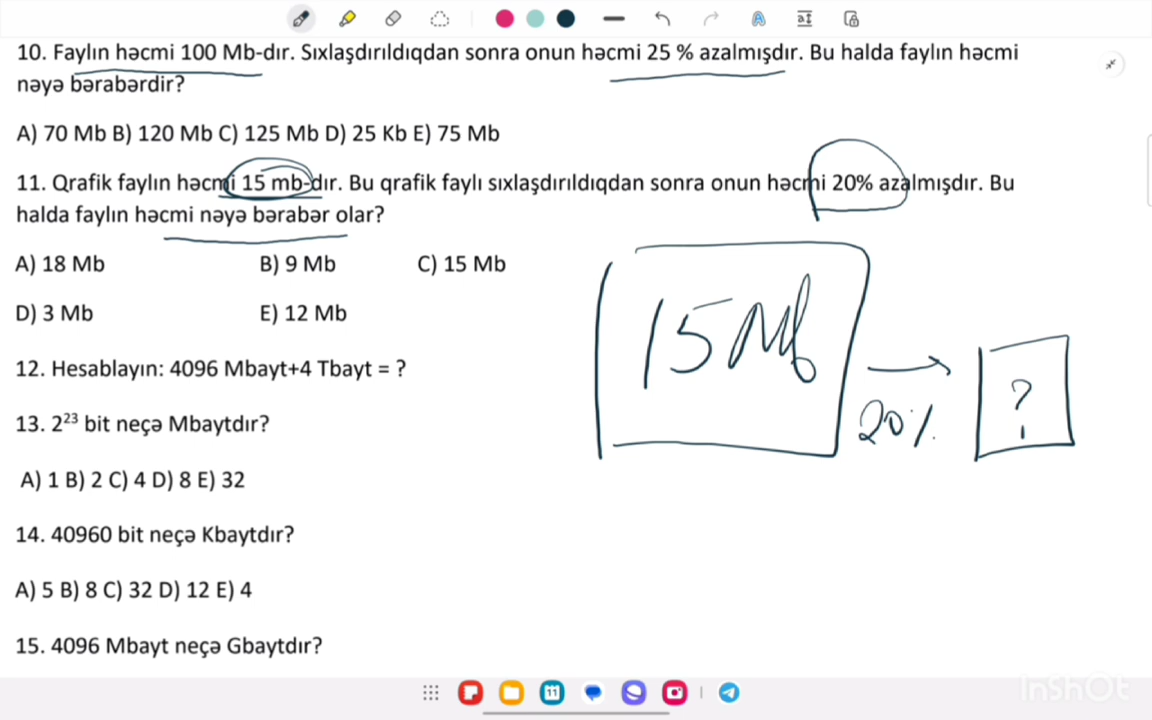 10. Faylın həcmi 100 Mb-dır. Sıxlaşdırıldıqdan sonra onun həcmi 25 % azalmışdır. Bu halda faylın həcmi
nəyə bərabərdir?
A) 70 Mb B) 120 Mb C) 125 Mb D) 25 Kb E) 75 Mb
11. Qrafik faylın həcmi 15 mb-dır. Bu qrafik faylı sıxlaşdırıldıqdan sonra onun həcmi 20% azalmışdır. Bu
halda faylın həcmi nəyə bərabər olar?
A) 18 Mb B) 9 Mb C) 15 Mb
D) 3 Mb E) 12 Mb
15 Mb
20%
?
12. Hesablayın: 4096 Mbayt+4 Tbayt = ?
13. 2²³ bit neçə Mbaytdır?
A) 1 B) 2 C) 4 D) 8 E) 32
14. 40960 bit neçə Kbaytdır?
A) 5 B) 8 C) 32 D) 12 E) 4
15. 4096 Mbayt neçə Gbaytdır?
11
InShOt